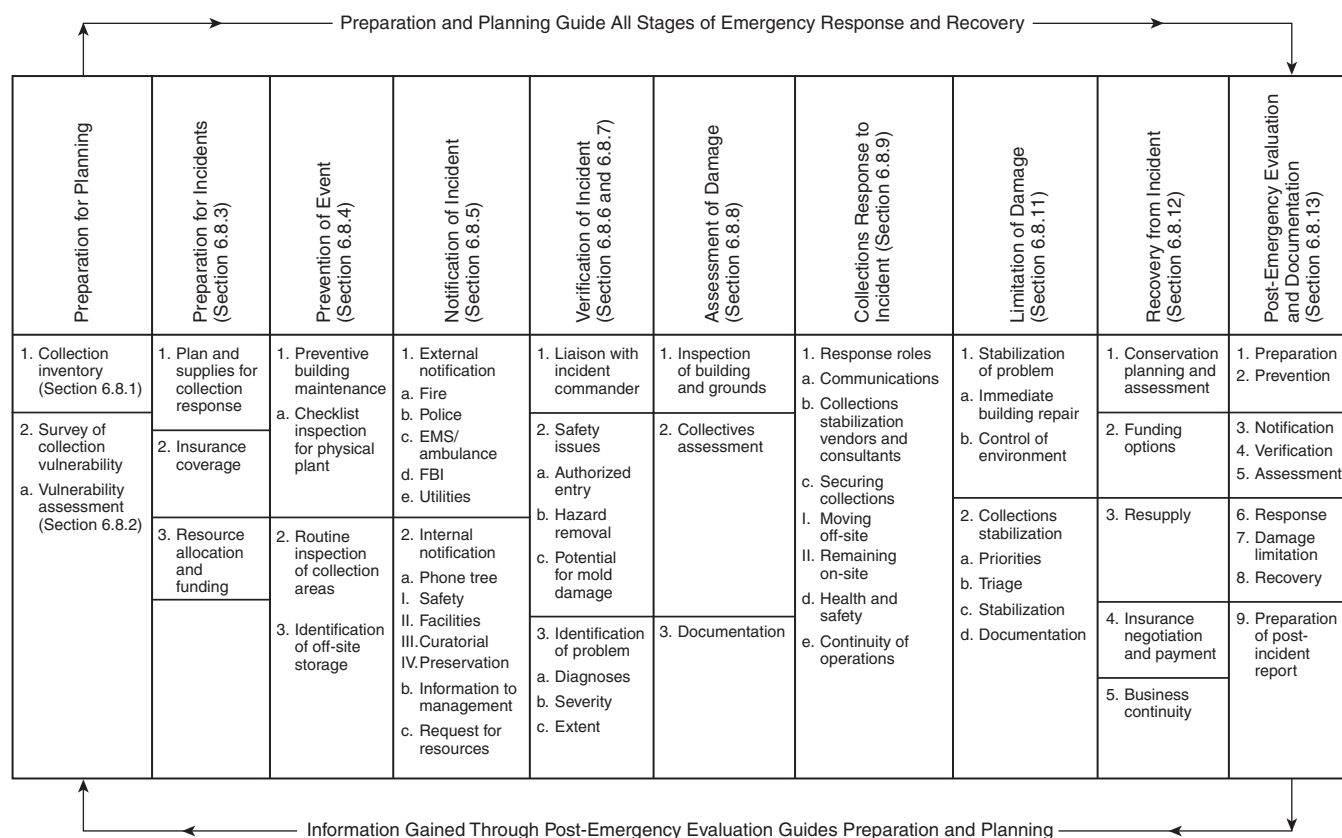 Preparation and Planning Guide All Stages of Emergency Response and Recovery
Preparation for Planning
Preparation for Incidents
(Section 6.8.3)
Prevention of Event
(Section 6.8.4)
Notification of Incident
(Section 6.8.5)
Verification of Incident
(Section 6.8.6 and 6.8.7)
Assessment of Damage
(Section 6.8.8)
Collections Response to
Incident (Section 6.8.9)
Limitation of Damage
(Section 6.8.11)
Recovery from Incident
(Section 6.8.12)
Post-Emergency Evaluation
and Documentation
(Section 6.8.13)
1. Collection
inventory
(Section 6.8.1)
2. Survey of
collection
vulnerability
a. Vulnerability
assessment
(Section 6.8.2)
1. Plan and
supplies for
collection
response
2. Insurance
coverage
3. Resource
allocation
and
funding
1. Preventive
building
maintenance
a. Checklist
inspection
for physical
plant
2. Routine
inspection
of collection
areas
3. Identification
of off-site
storage
1. External
notification
a. Fire
b. Police
c. EMS/
ambulance
d. FBI
e. Utilities
2. Internal
notification
a. Phone tree
I. Safety
II. Facilities
III. Curatorial
IV. Preservation
b. Information to
management
c. Request for
resources
1. Liaison with
incident
commander
2. Safety
issues
a. Authorized
entry
b. Hazard
removal
c. Potential
for mold
damage
3. Identification
of problem
a. Diagnoses
b. Severity
c. Extent
1. Inspection
of building
and grounds
2. Collectives
assessment
3. Documentation
1. Response roles
a. Communications
b. Collections
stabilization
vendors and
consultants
c. Securing
collections
I. Moving
off-site
II. Remaining
on-site
d. Health and
safety
e. Continuity of
operations
1. Stabilization
of problem
a. Immediate
building repair
b. Control of
environment
2. Collections
stabilization
a. Priorities
b. Triage
c. Stabilization
d. Documentation
1. Conservation
planning and
assessment
2. Funding
options
3. Resupply
4. Insurance
negotiation
and payment
5. Business
continuity
1. Preparation
2. Prevention
3. Notification
4. Verification
5. Assessment
6. Response
7. Damage
limitation
8. Recovery
9. Preparation
of post-
incident
report
Information Gained Through Post-Emergency Evaluation Guides Preparation and Planning